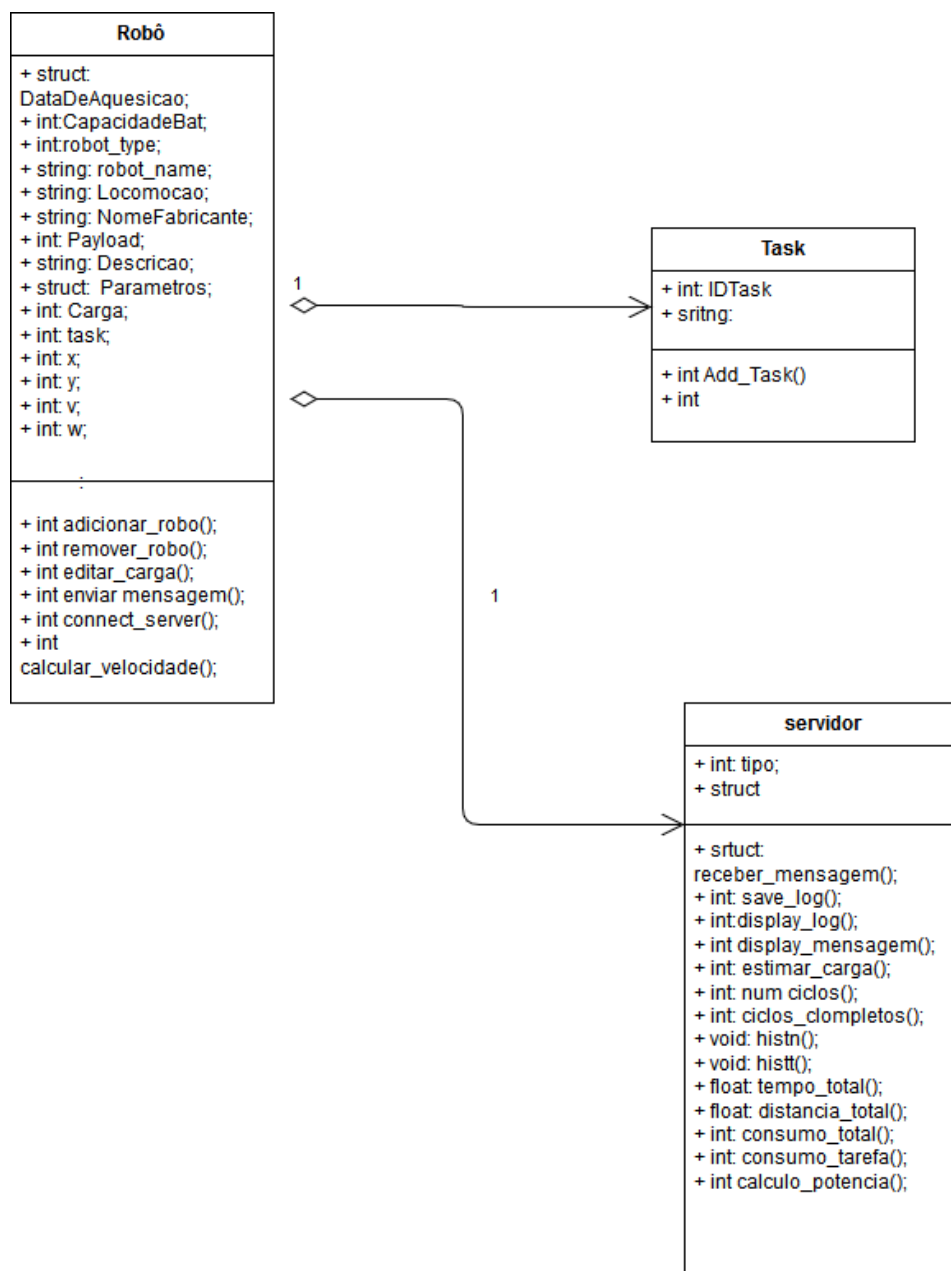 Robô
+ struct:
DataDeAquesicao;
+ int:CapacidadeBat;
+ int:robot_type;
+ string: robot_name;
+ string: Locomocao;
+ string: NomeFabricante;
+ int: Payload;
+ string: Descricao;
+ struct:  Parametros;
+ int: Carga;
+ int: task;
+ int: x;
+ int: y;
+ int: v;
+ int: w;
:
+ int adicionar_robo();
+ int remover_robo();
+ int editar_carga();
+ int enviar mensagem();
+ int connect_server();
+ int
calcular_velocidade();
1
Task
+ int: IDTask
+ sritng:
+ int Add_Task()
+ int
1
servidor
+ int: tipo;
+ struct
+ srtuct:
receber_mensagem();
+ int: save_log();
+ int:display_log();
+ int display_mensagem();
+ int: estimar_carga();
+ int: num ciclos();
+ int: ciclos_clompletos();
+ void: histn();
+ void: histt();
+ float: tempo_total();
+ float: distancia_total();
+ int: consumo_total();
+ int: consumo_tarefa();
+ int calculo_potencia();